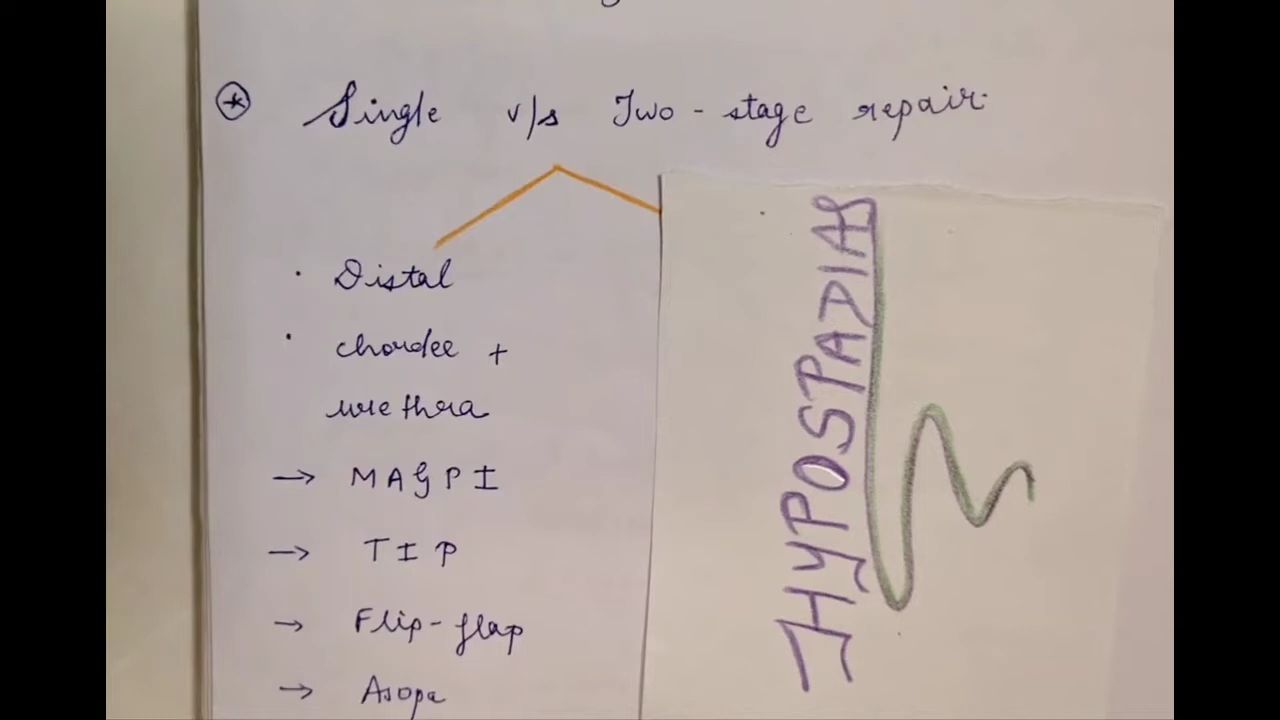 Single v/s Two-stage repair
• Distal
• chordee +
urethra
→ MAGPI
→ TIP
→ Flip-flap
→ Asopa
HYPOSPADIAS